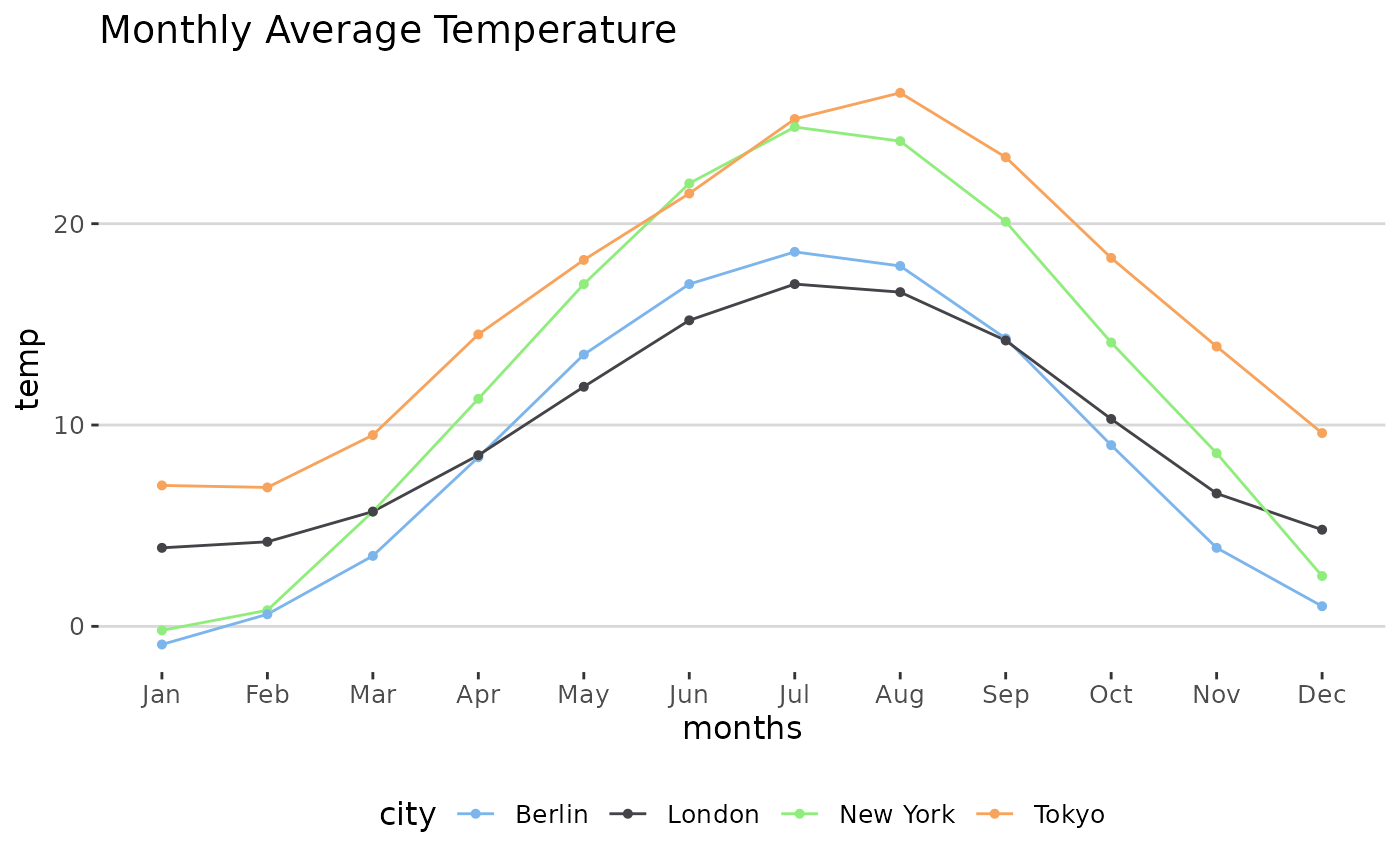 Monthly Average Temperature
temp
20
10
0
Jan Feb Mar Apr May Jun Jul Aug Sep Oct Nov Dec
months
city Berlin London New York Tokyo